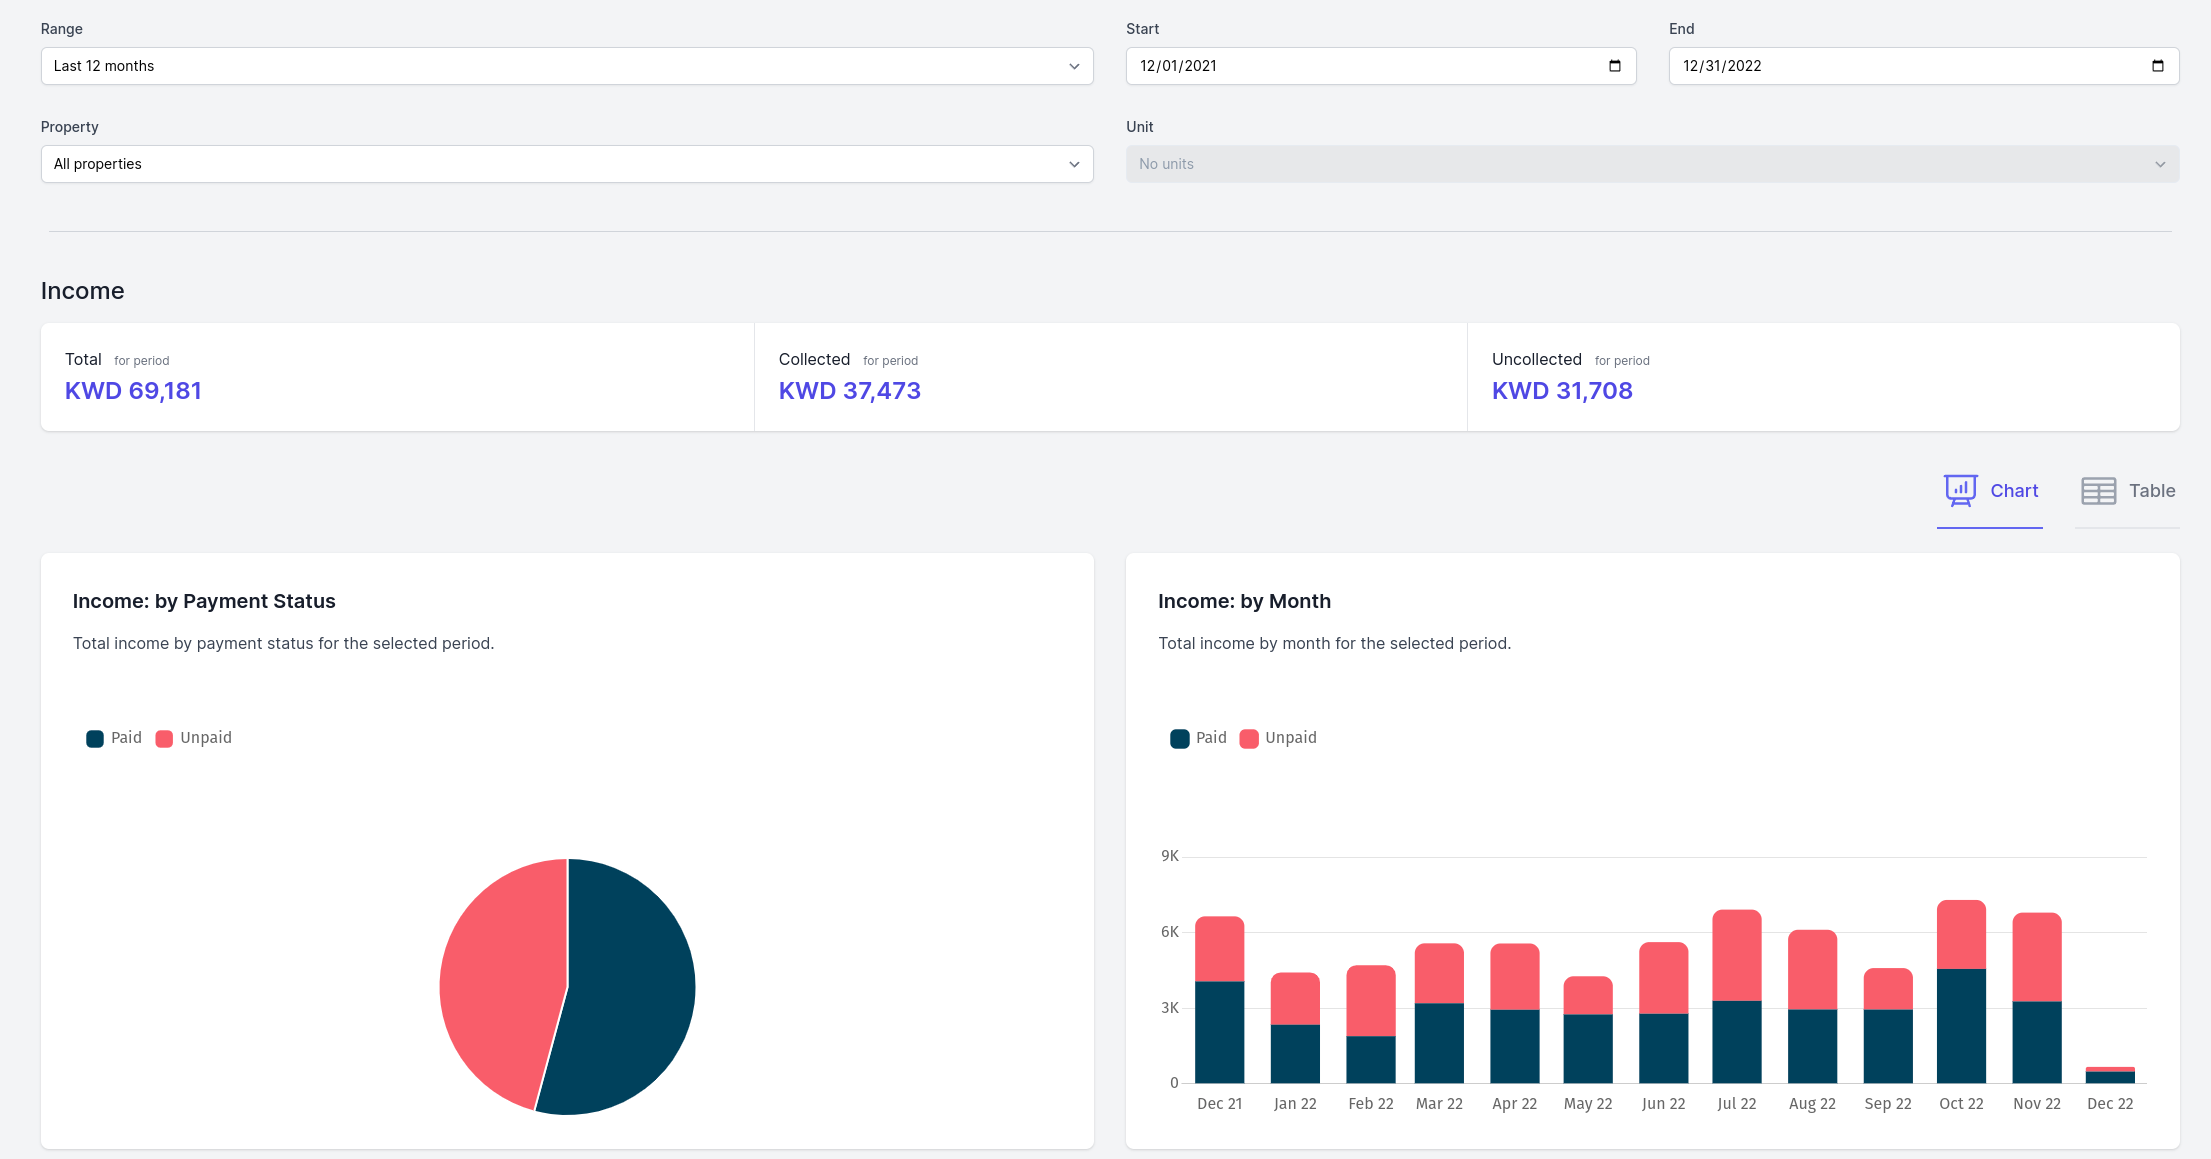 Range
Start
End
Last 12 months
12/01/2021
12/31/2022
Property
Unit
All properties
No units
Income
Total for period
KWD 69,181
Collected for period
KWD 37,473
Uncollected for period
KWD 31,708
Chart
Table
Income: by Payment Status
Total income by payment status for the selected period.
Paid Unpaid
Income: by Month
Total income by month for the selected period.
Paid Unpaid
9K
6K
3K
0
Dec 21 Jan 22 Feb 22 Mar 22 Apr 22 May 22 Jun 22 Jul 22 Aug 22 Sep 22 Oct 22 Nov 22 Dec 22